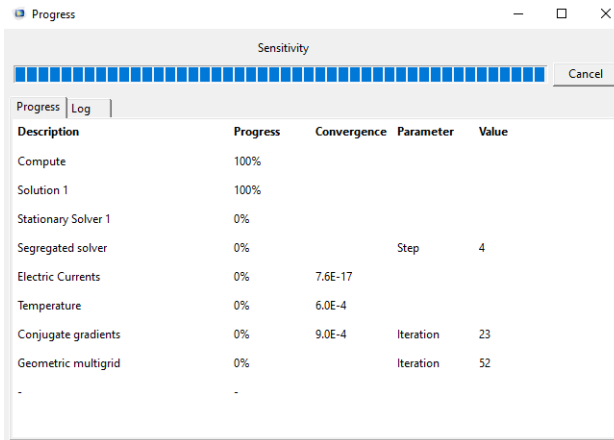 Progress
Sensitivity
Cancel
Progress Log
Description Progress Convergence Parameter Value
Compute 100%
Solution 1 100%
Stationary Solver 1 0%
Segregated solver 0% Step 4
Electric Currents 0% 7.6E-17
Temperature 0% 6.0E-4
Conjugate gradients 0% 9.0E-4 Iteration 23
Geometric multigrid 0% Iteration 52
- -